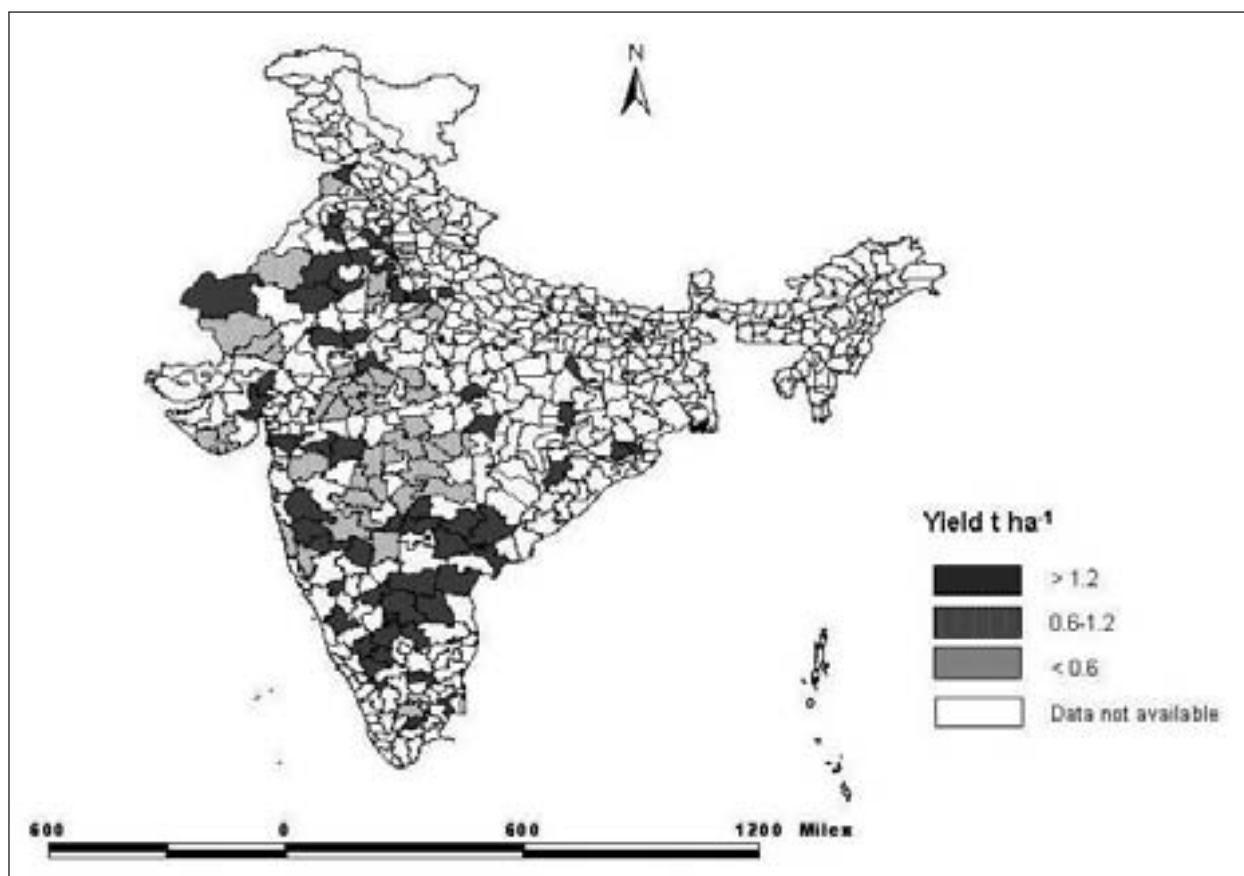 N
Yield t ha-1
> 1.2
0.6-1.2
< 0.6
Data not available
600 0 600 1200 Miles